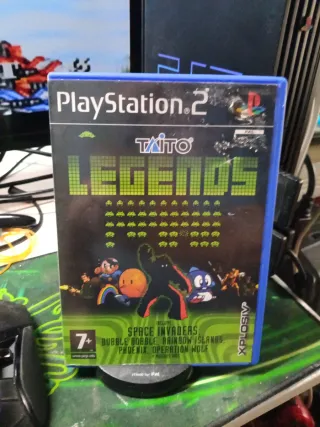 PlayStation.2
TAITO
LEGENDS
SPACE INVADERS
BUBBLE BOBBLE, RAINBOW ISLANDS
PHOENIX, OPERATION WOLF
7+
XPLOSIV